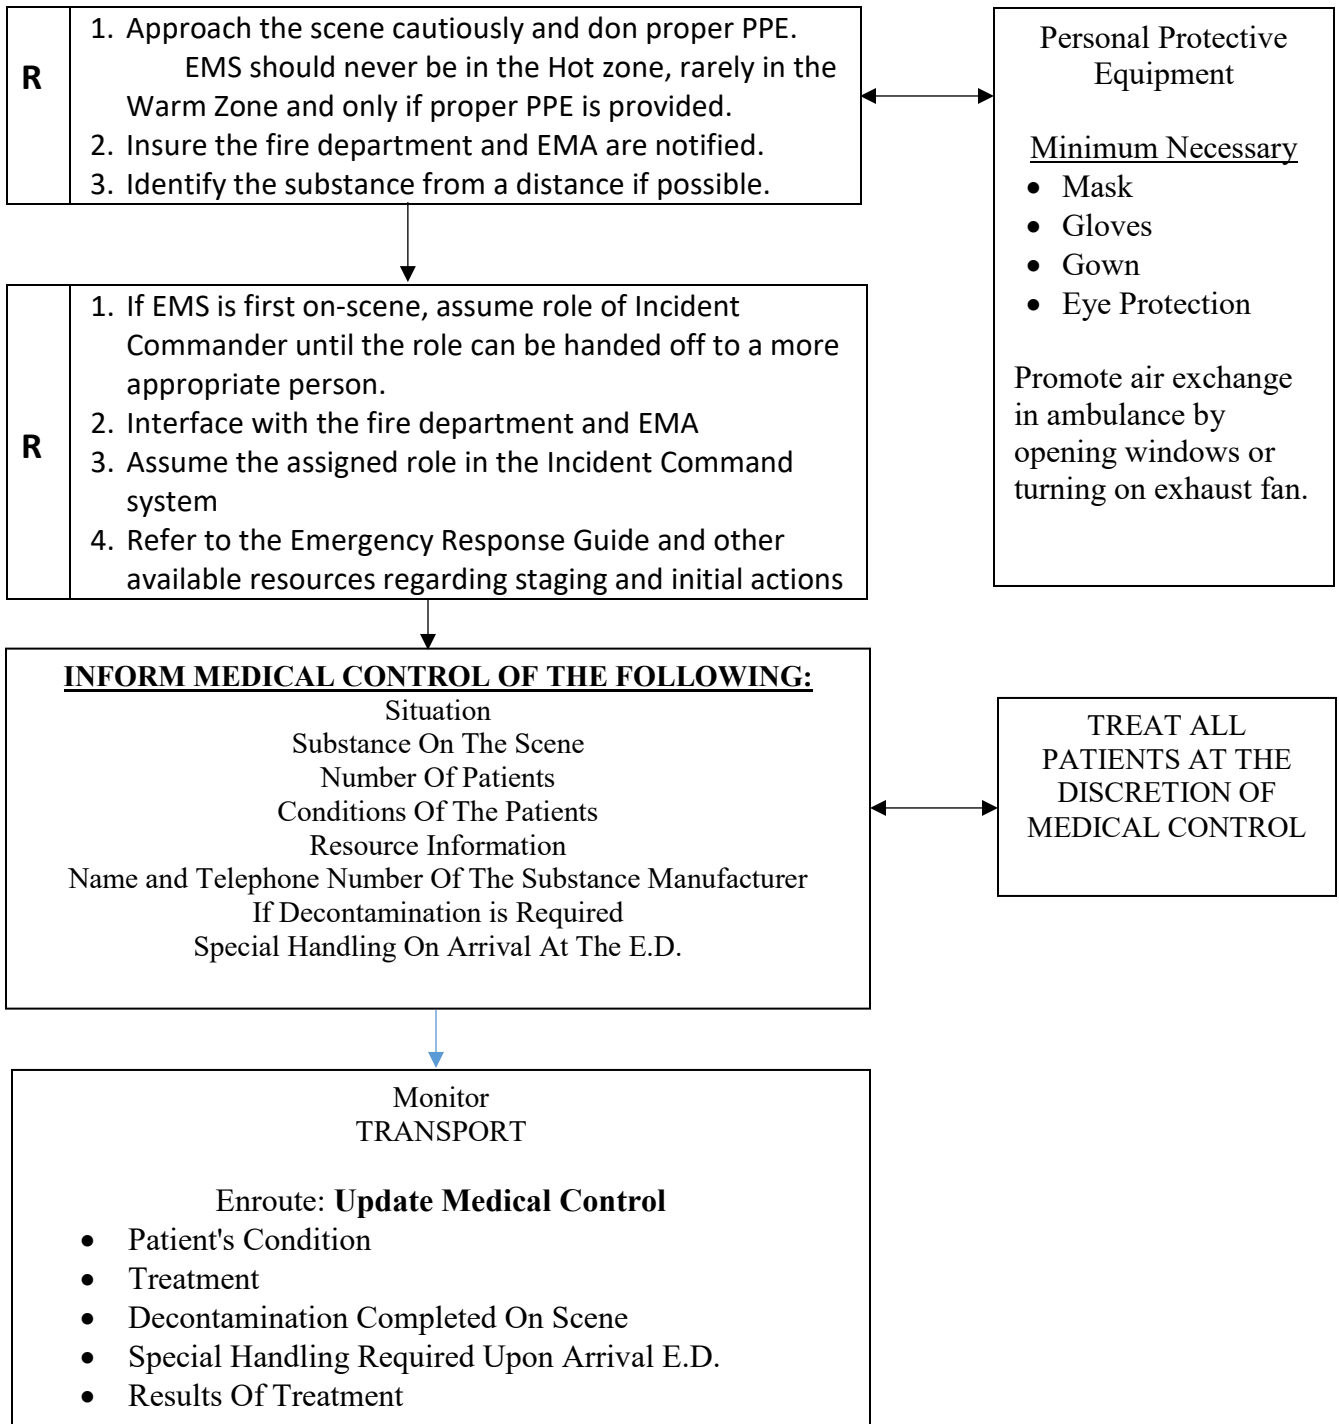 R
1. Approach the scene cautiously and don proper PPE.
EMS should never be in the Hot zone, rarely in the
Warm Zone and only if proper PPE is provided.
2. Insure the fire department and EMA are notified.
3. Identify the substance from a distance if possible.
Personal Protective
Equipment
Minimum Necessary
• Mask
• Gloves
• Gown
• Eye Protection
Promote air exchange
in ambulance by
opening windows or
turning on exhaust fan.
R
1. If EMS is first on-scene, assume role of Incident
Commander until the role can be handed off to a more
appropriate person.
2. Interface with the fire department and EMA
3. Assume the assigned role in the Incident Command
system
4. Refer to the Emergency Response Guide and other
available resources regarding staging and initial actions
INFORM MEDICAL CONTROL OF THE FOLLOWING:
Situation
Substance On The Scene
Number Of Patients
Conditions Of The Patients
Resource Information
Name and Telephone Number Of The Substance Manufacturer
If Decontamination is Required
Special Handling On Arrival At The E.D.
TREAT ALL
PATIENTS AT THE
DISCRETION OF
MEDICAL CONTROL
Monitor
TRANSPORT
Enroute: Update Medical Control
• Patient's Condition
• Treatment
• Decontamination Completed On Scene
• Special Handling Required Upon Arrival E.D.
• Results Of Treatment